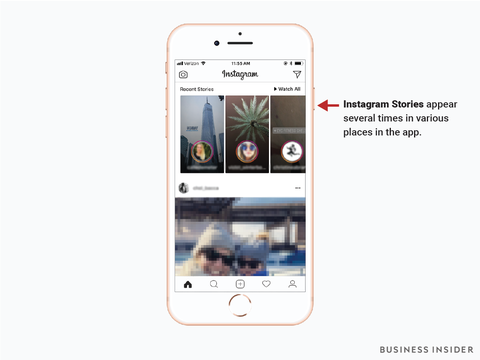 Verizon 11:55 AM
Instagram
Recent Stories Watch All
Instagram Stories appear
several times in various
places in the app.
BUSINESS INSIDER